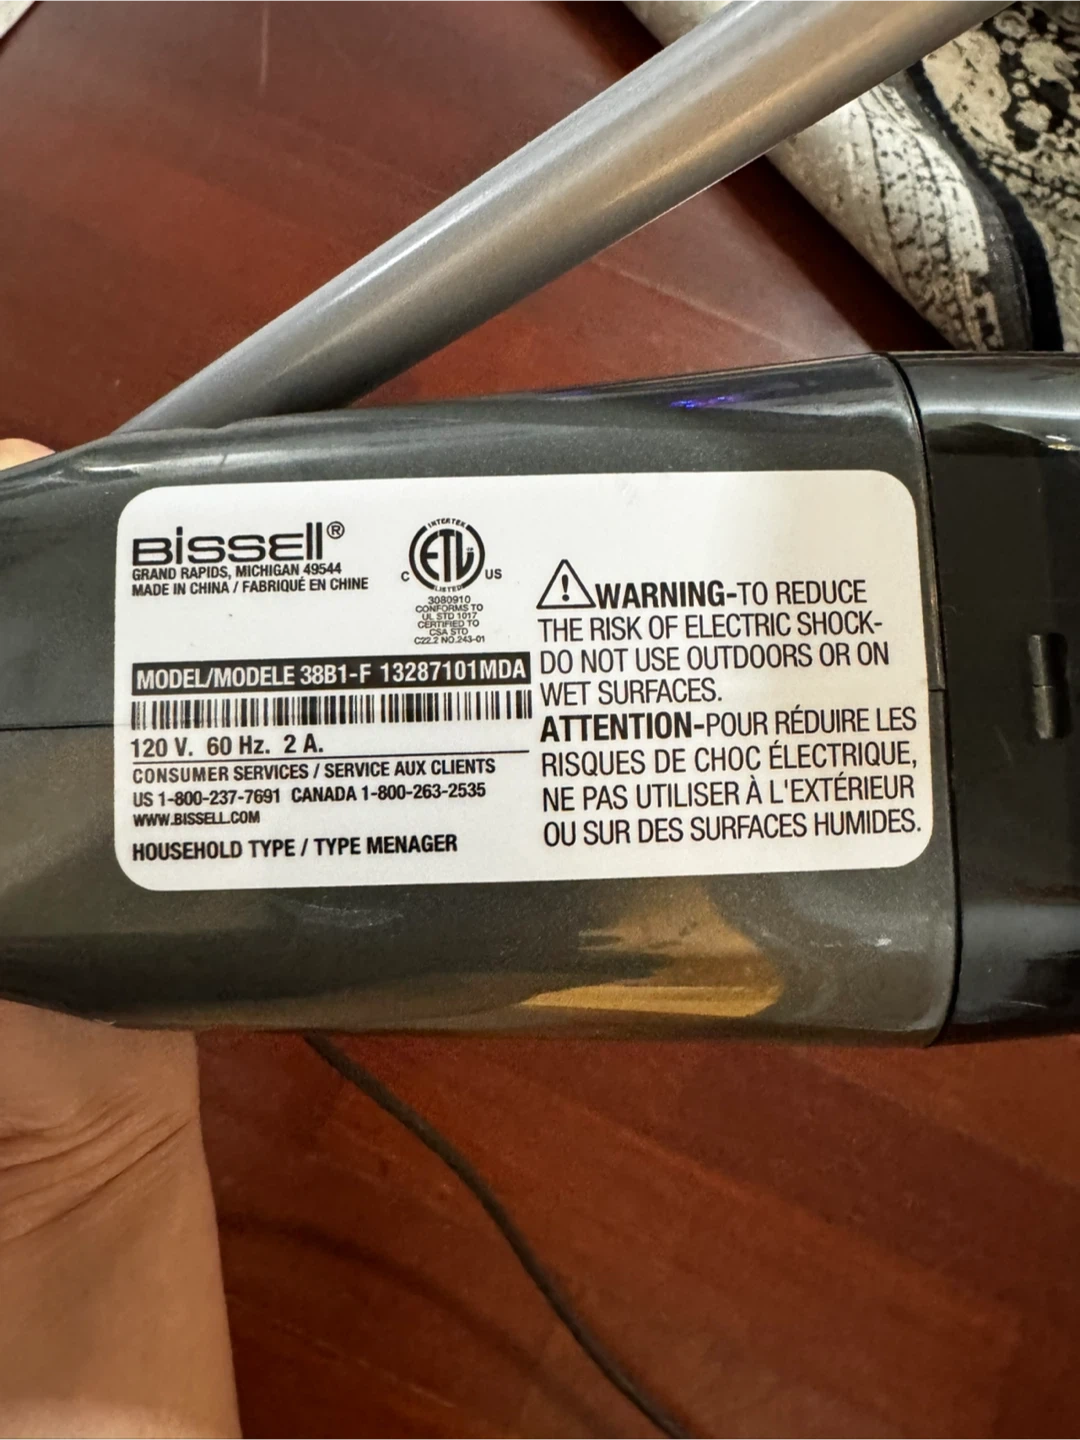 BISSELL®
GRAND RAPIDS, MICHIGAN 49544
MADE IN CHINA / FABRIQUÉ EN CHINE
INTERTEK
ETL
C US
LISTED
3080910
CONFORMS TO
UL STD 1017
CERTIFIED TO
CSA STD
C22.2 NO.243-01
MODEL/MODELE 38B1-F 13287101MDA
120 V. 60 Hz. 2 A.
CONSUMER SERVICES / SERVICE AUX CLIENTS
US 1-800-237-7691 CANADA 1-800-263-2535
WWW.BISSELL.COM
HOUSEHOLD TYPE / TYPE MENAGER
WARNING-TO REDUCE
THE RISK OF ELECTRIC SHOCK-
DO NOT USE OUTDOORS OR ON
WET SURFACES.
ATTENTION-POUR RÉDUIRE LES
RISQUES DE CHOC ÉLECTRIQUE,
NE PAS UTILISER À L'EXTÉRIEUR
OU SUR DES SURFACES HUMIDES.